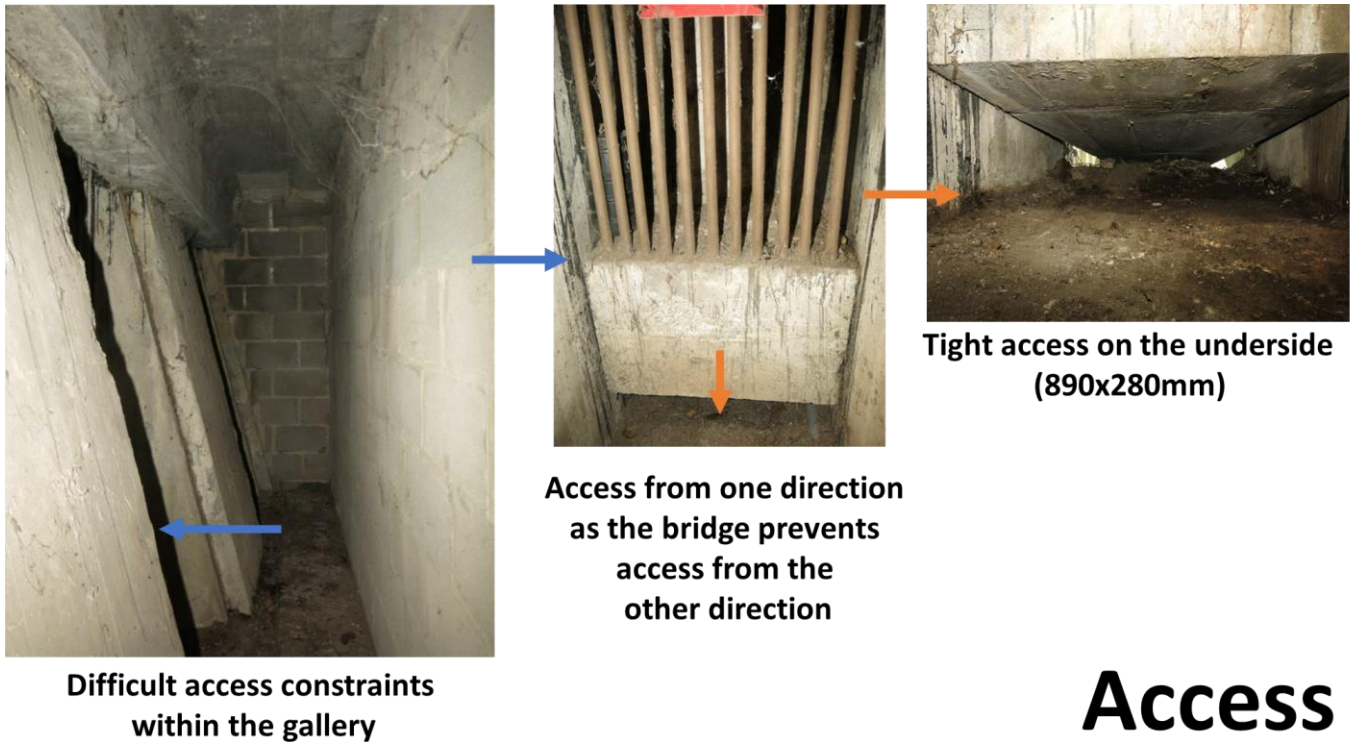 Tight access on the underside
(890x280mm)
Access from one direction
as the bridge prevents
access from the
other direction
Difficult access constraints
within the gallery
Access